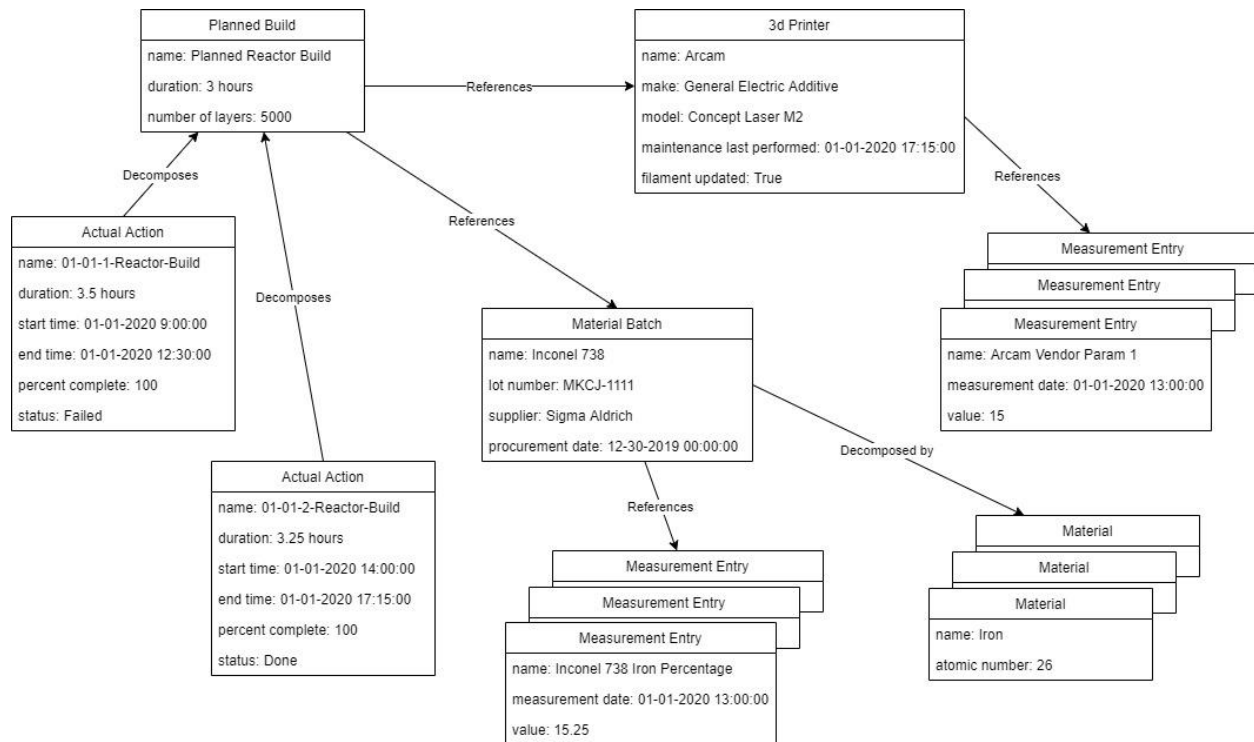 Planned Build
name: Planned Reactor Build
duration: 3 hours
number of layers: 5000
3d Printer
name: Arcam
make: General Electric Additive
model: Concept Laser M2
maintenance last performed: 01-01-2020 17:15:00
filament updated: True
References
Decomposes
References
References
Actual Action
name: 01-01-1-Reactor-Build
duration: 3.5 hours
start time: 01-01-2020 9:00:00
end time: 01-01-2020 12:30:00
percent complete: 100
status: Failed
Decomposes
Measurement Entry
Measurement Entry
Measurement Entry
name: Arcam Vendor Param 1
measurement date: 01-01-2020 13:00:00
value: 15
Material Batch
name: Inconel 738
lot number: MKCJ-1111
supplier: Sigma Aldrich
procurement date: 12-30-2019 00:00:00
Decomposed by
Actual Action
name: 01-01-2-Reactor-Build
duration: 3.25 hours
start time: 01-01-2020 14:00:00
end time: 01-01-2020 17:15:00
percent complete: 100
status: Done
References
Measurement Entry
Measurement Entry
Measurement Entry
name: Inconel 738 Iron Percentage
measurement date: 01-01-2020 13:00:00
value: 15.25
Material
Material
Material
name: Iron
atomic number: 26